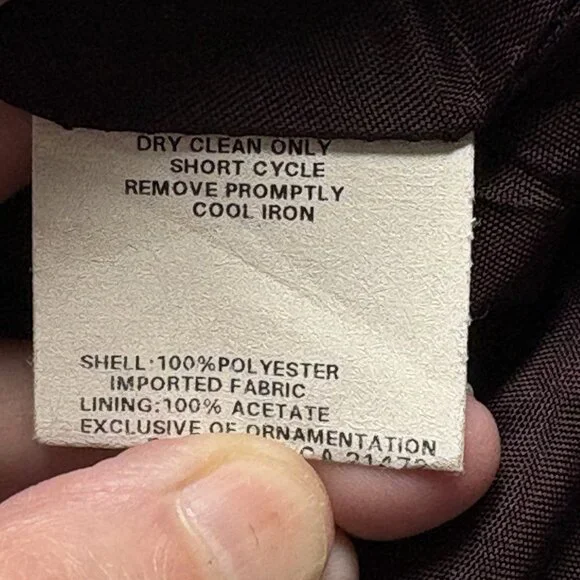 DRY CLEAN ONLY
SHORT CYCLE
REMOVE PROMPTLY
COOL IRON
SHELL:100%POLYESTER
IMPORTED FABRIC
LINING:100% ACETATE
EXCLUSIVE OF ORNAMENTATION